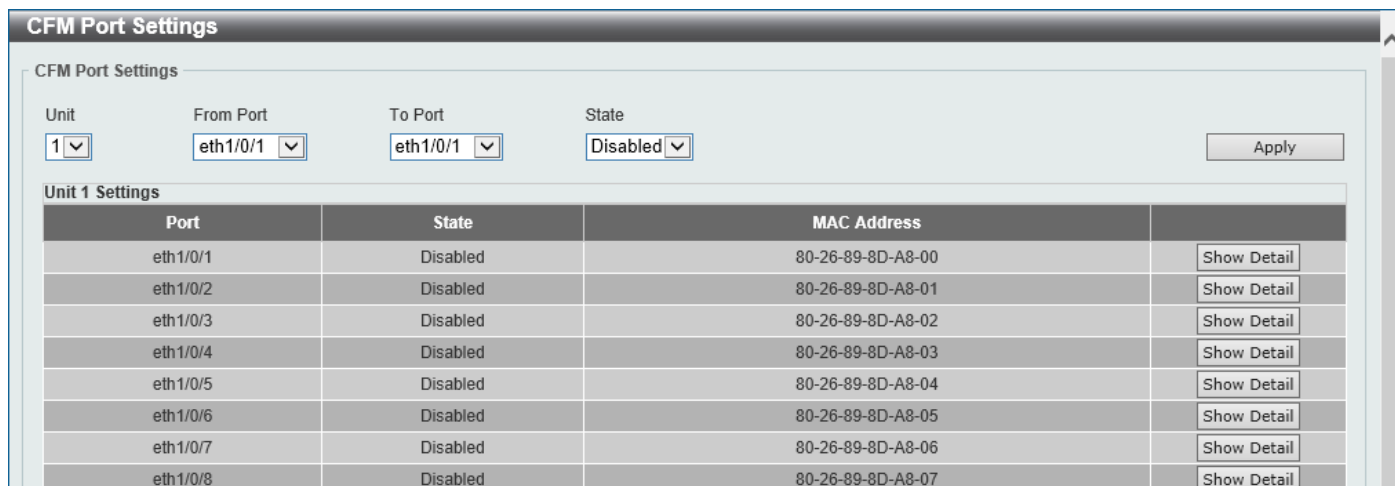 CFM Port Settings
CFM Port Settings
Unit From Port To Port State
1 eth1/0/1 eth1/0/1 Disabled Apply
Unit 1 Settings
Port State MAC Address
eth1/0/1 Disabled 80-26-89-8D-A8-00 Show Detail
eth1/0/2 Disabled 80-26-89-8D-A8-01 Show Detail
eth1/0/3 Disabled 80-26-89-8D-A8-02 Show Detail
eth1/0/4 Disabled 80-26-89-8D-A8-03 Show Detail
eth1/0/5 Disabled 80-26-89-8D-A8-04 Show Detail
eth1/0/6 Disabled 80-26-89-8D-A8-05 Show Detail
eth1/0/7 Disabled 80-26-89-8D-A8-06 Show Detail
eth1/0/8 Disabled 80-26-89-8D-A8-07 Show Detail